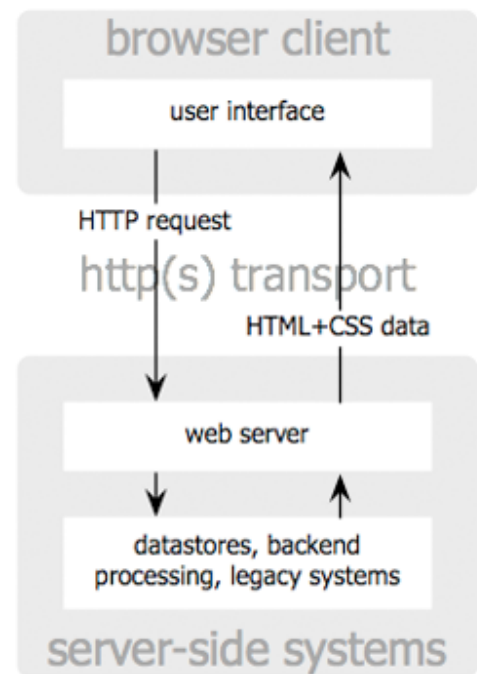 browser client
user interface
HTTP request
http(s) transport
HTML+CSS data
web server
datastores, backend
processing, legacy systems
server-side systems